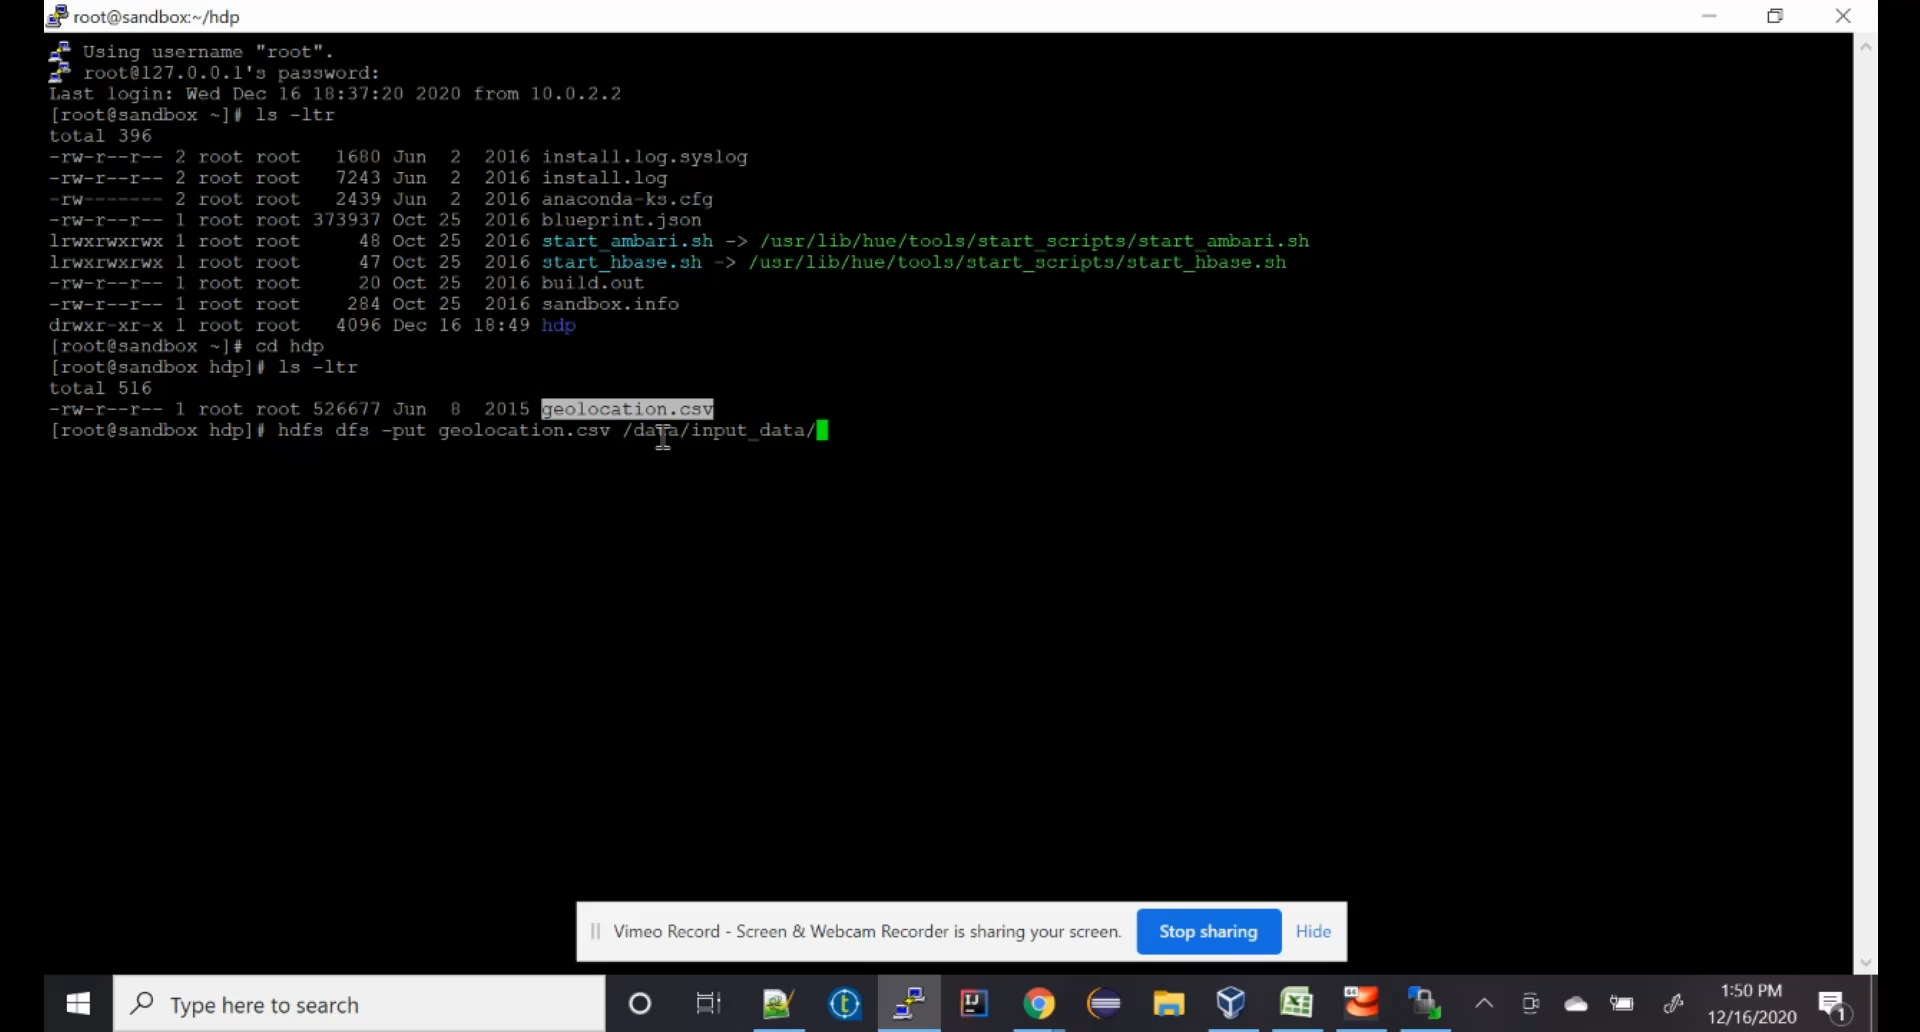 root@sandbox:~/hdp
Using username "root".
root@127.0.0.1's password:
Last login: Wed Dec 16 18:37:20 2020 from 10.0.2.2
[root@sandbox ~]# ls -ltr
total 396
-rw-r--r-- 2 root root 1680 Jun 2 2016 install.log.syslog
-rw-r--r-- 2 root root 7243 Jun 2 2016 install.log
-rw------- 2 root root 2439 Jun 2 2016 anaconda-ks.cfg
-rw-r--r-- 1 root root 373937 Oct 25 2016 blueprint.json
lrwxrwxrwx 1 root root 48 Oct 25 2016 start_ambari.sh -> /usr/lib/hue/tools/start_scripts/start_ambari.sh
lrwxrwxrwx 1 root root 47 Oct 25 2016 start_hbase.sh -> /usr/lib/hue/tools/start_scripts/start_hbase.sh
-rw-r--r-- 1 root root 20 Oct 25 2016 build.out
-rw-r--r-- 1 root root 284 Oct 25 2016 sandbox.info
drwxr-xr-x 1 root root 4096 Dec 16 18:49 hdp
[root@sandbox ~]# cd hdp
[root@sandbox hdp]# ls -ltr
total 516
-rw-r--r-- 1 root root 526677 Jun 8 2015 geolocation.csv
[root@sandbox hdp]# hdfs dfs -put geolocation.csv /data/input_data/
Vimeo Record - Screen & Webcam Recorder is sharing your screen. Stop sharing Hide
Type here to search
1:50 PM
12/16/2020
1